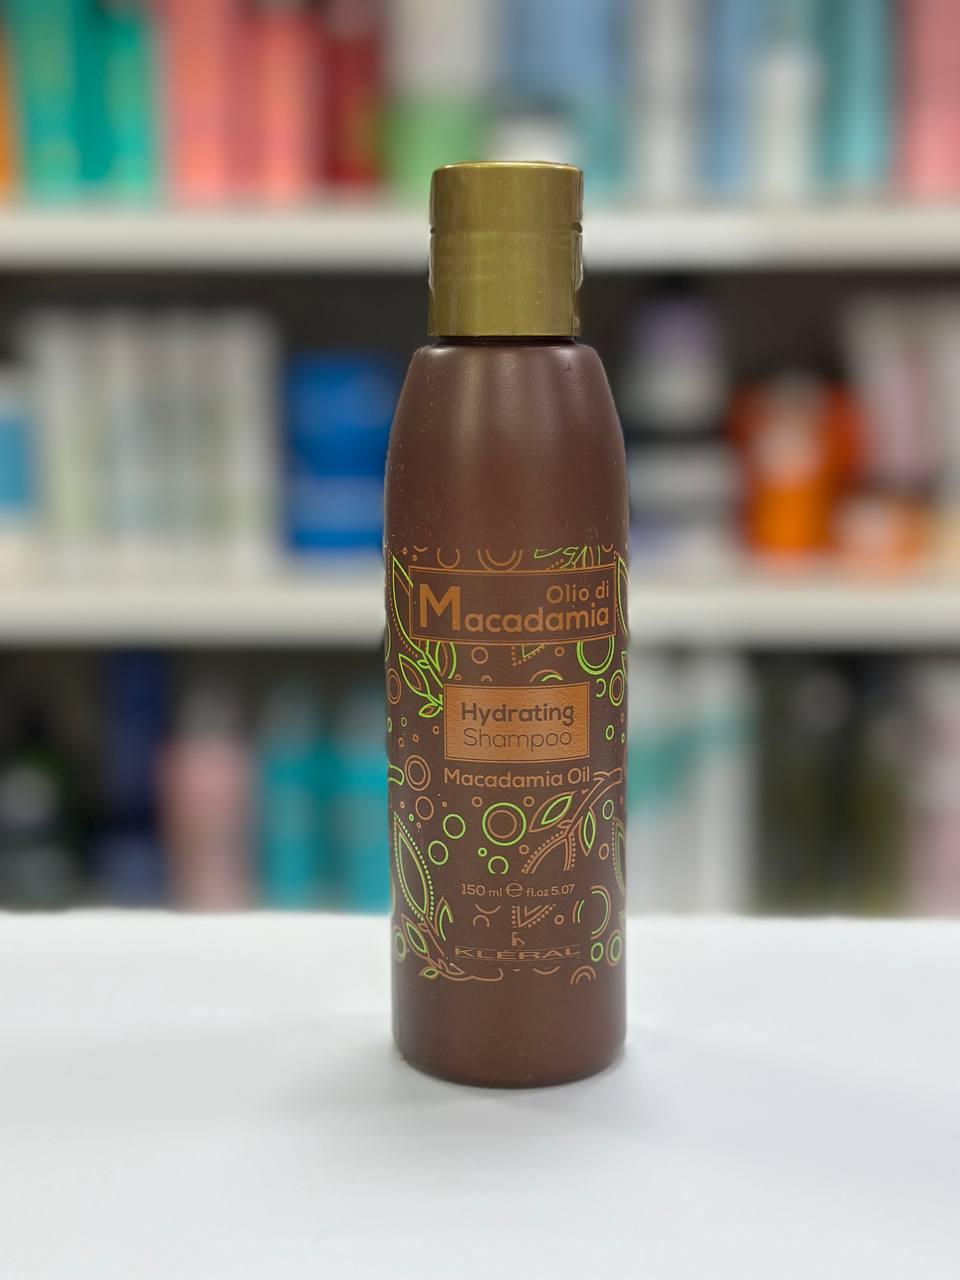 Olio di
Macadamia
Hydrating
Shampoo
Macadamia Oil
150 ml ℮ fl.oz 5.07
KLÉRAL